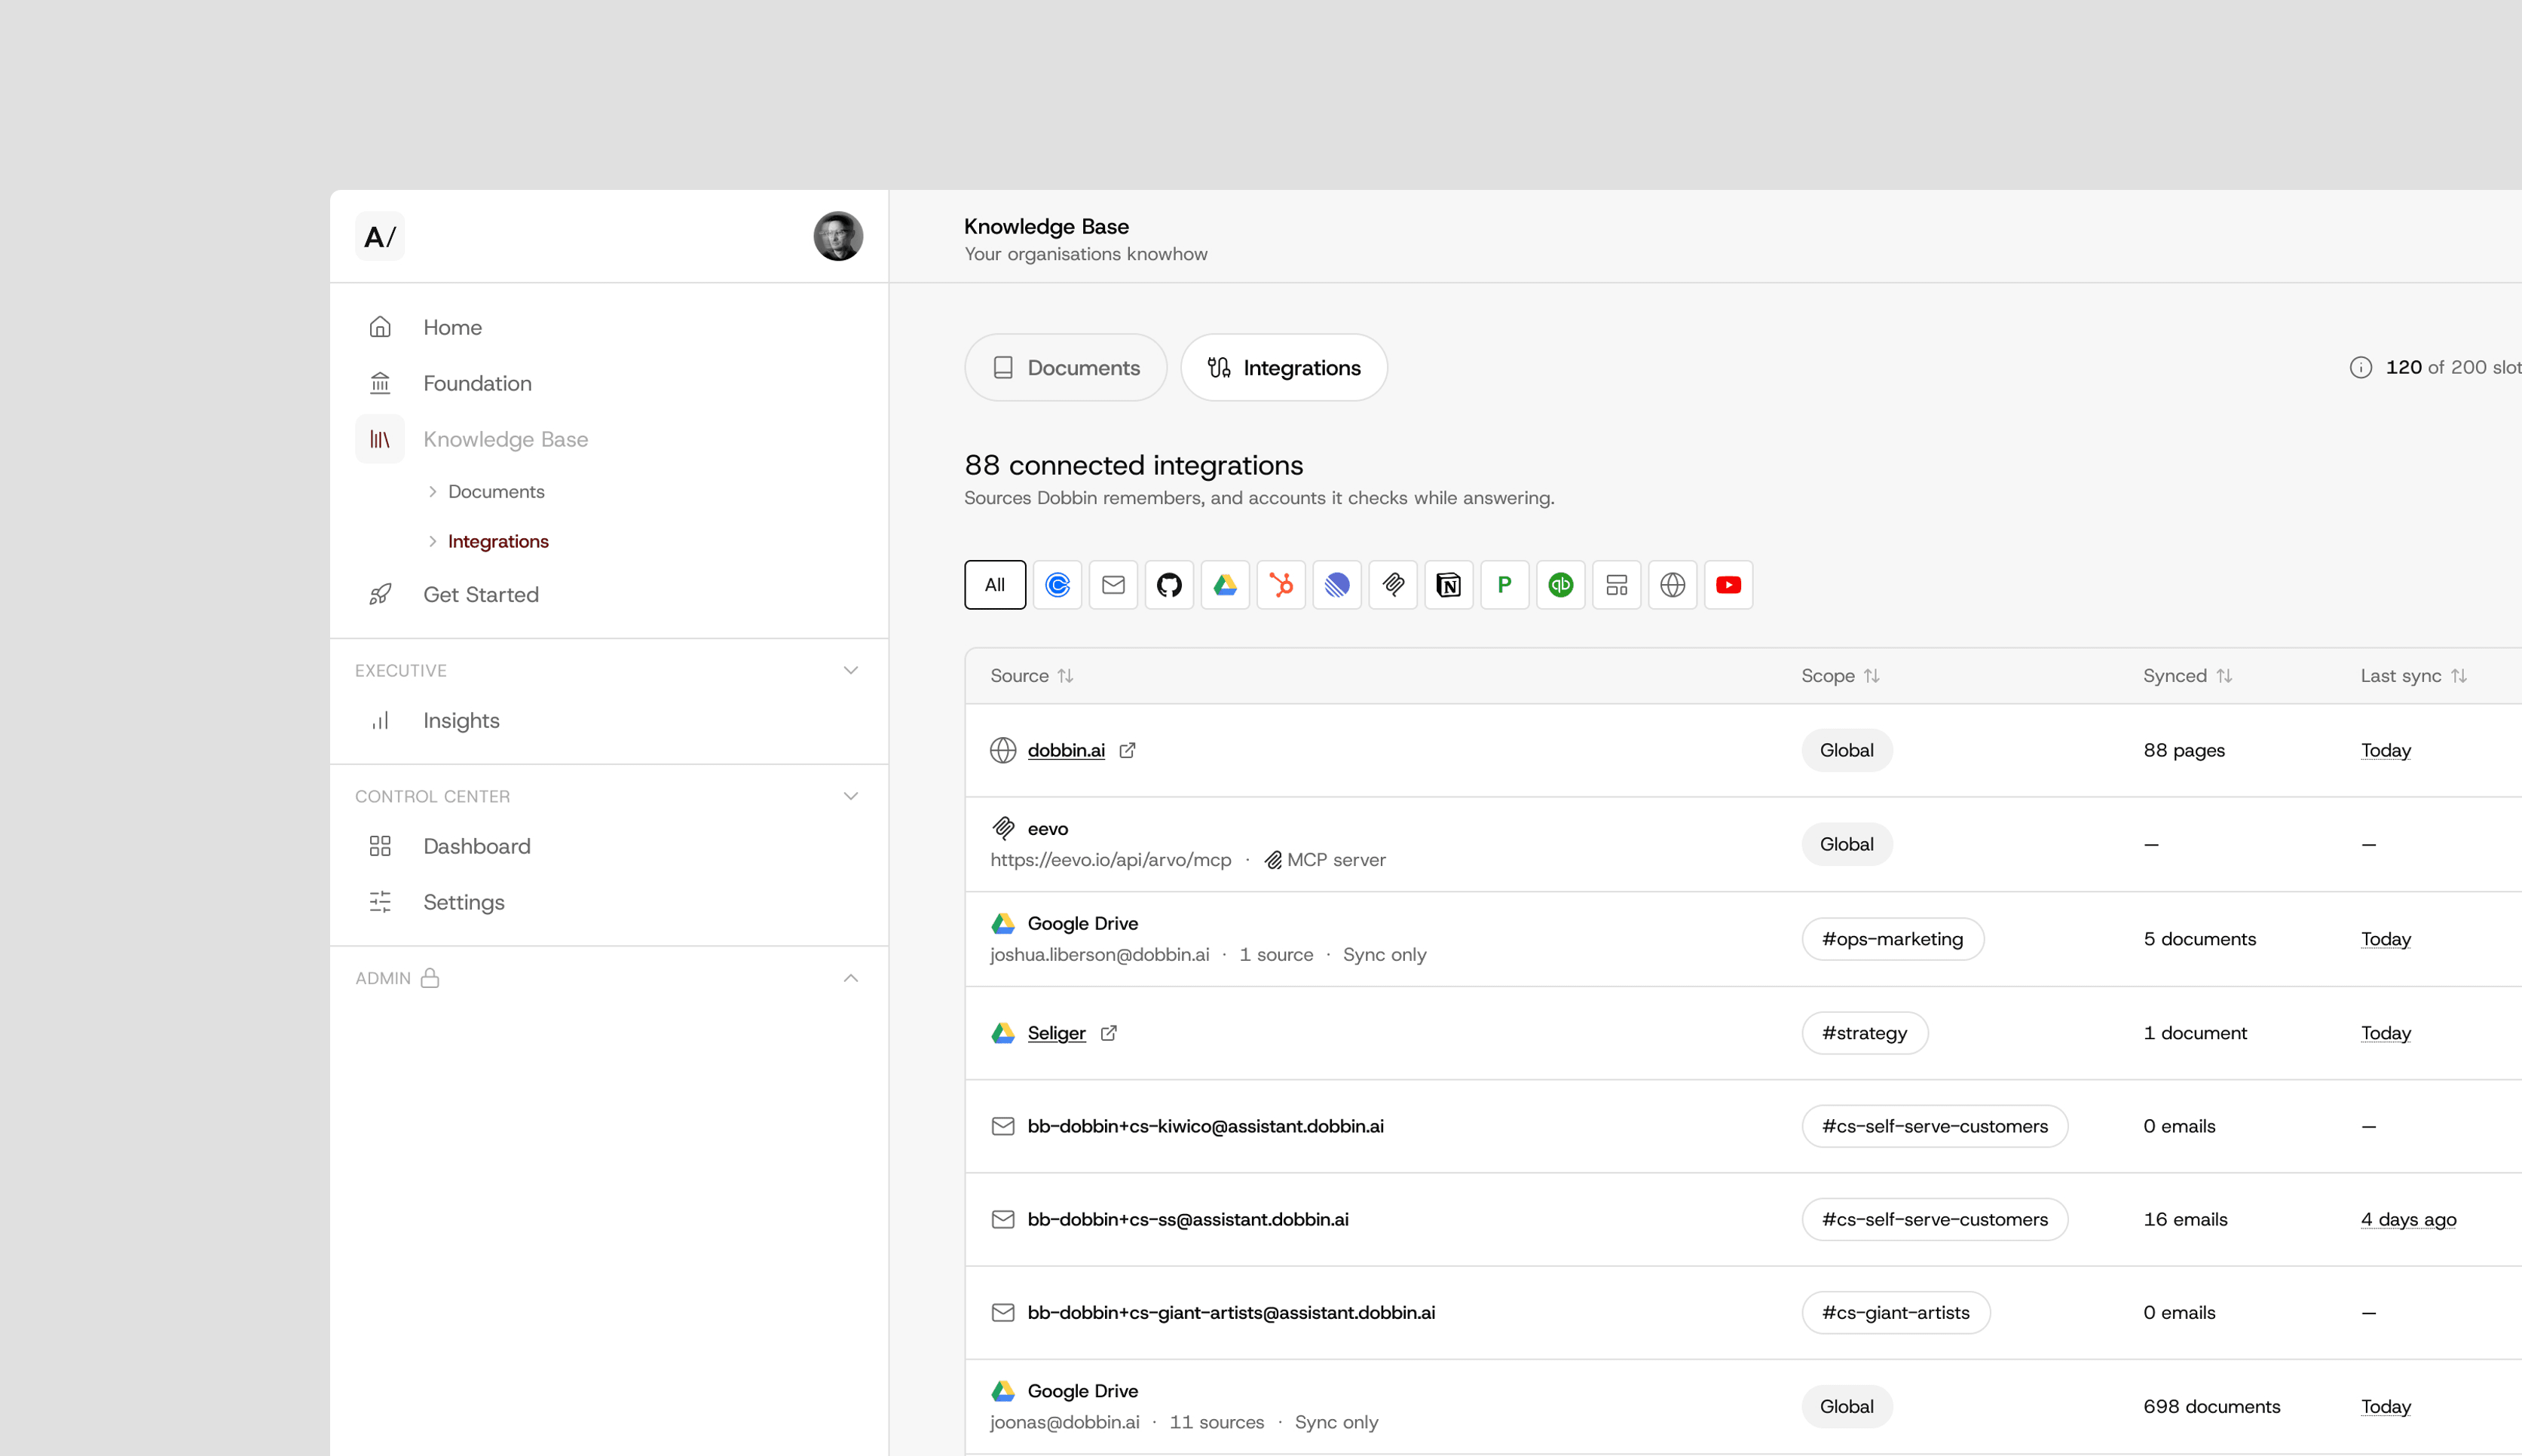 A/
Knowledge Base
Your organisations knowhow
Home
Foundation
Knowledge Base
Documents
Integrations
Get Started
EXECUTIVE
Insights
CONTROL CENTER
Dashboard
Settings
ADMIN
Documents
Integrations
120 of 200 slot
88 connected integrations
Sources Dobbin remembers, and accounts it checks while answering.
All
N
P
qb
Source Scope Synced Last sync
dobbin.ai Global 88 pages Today
eevo
https://eevo.io/api/arvo/mcp · MCP server
Global — —
Google Drive
joshua.liberson@dobbin.ai · 1 source · Sync only
#ops-marketing 5 documents Today
Seliger #strategy 1 document Today
bb-dobbin+cs-kiwico@assistant.dobbin.ai #cs-self-serve-customers 0 emails —
bb-dobbin+cs-ss@assistant.dobbin.ai #cs-self-serve-customers 16 emails 4 days ago
bb-dobbin+cs-giant-artists@assistant.dobbin.ai #cs-giant-artists 0 emails —
Google Drive
joonas@dobbin.ai · 11 sources · Sync only
Global 698 documents Today